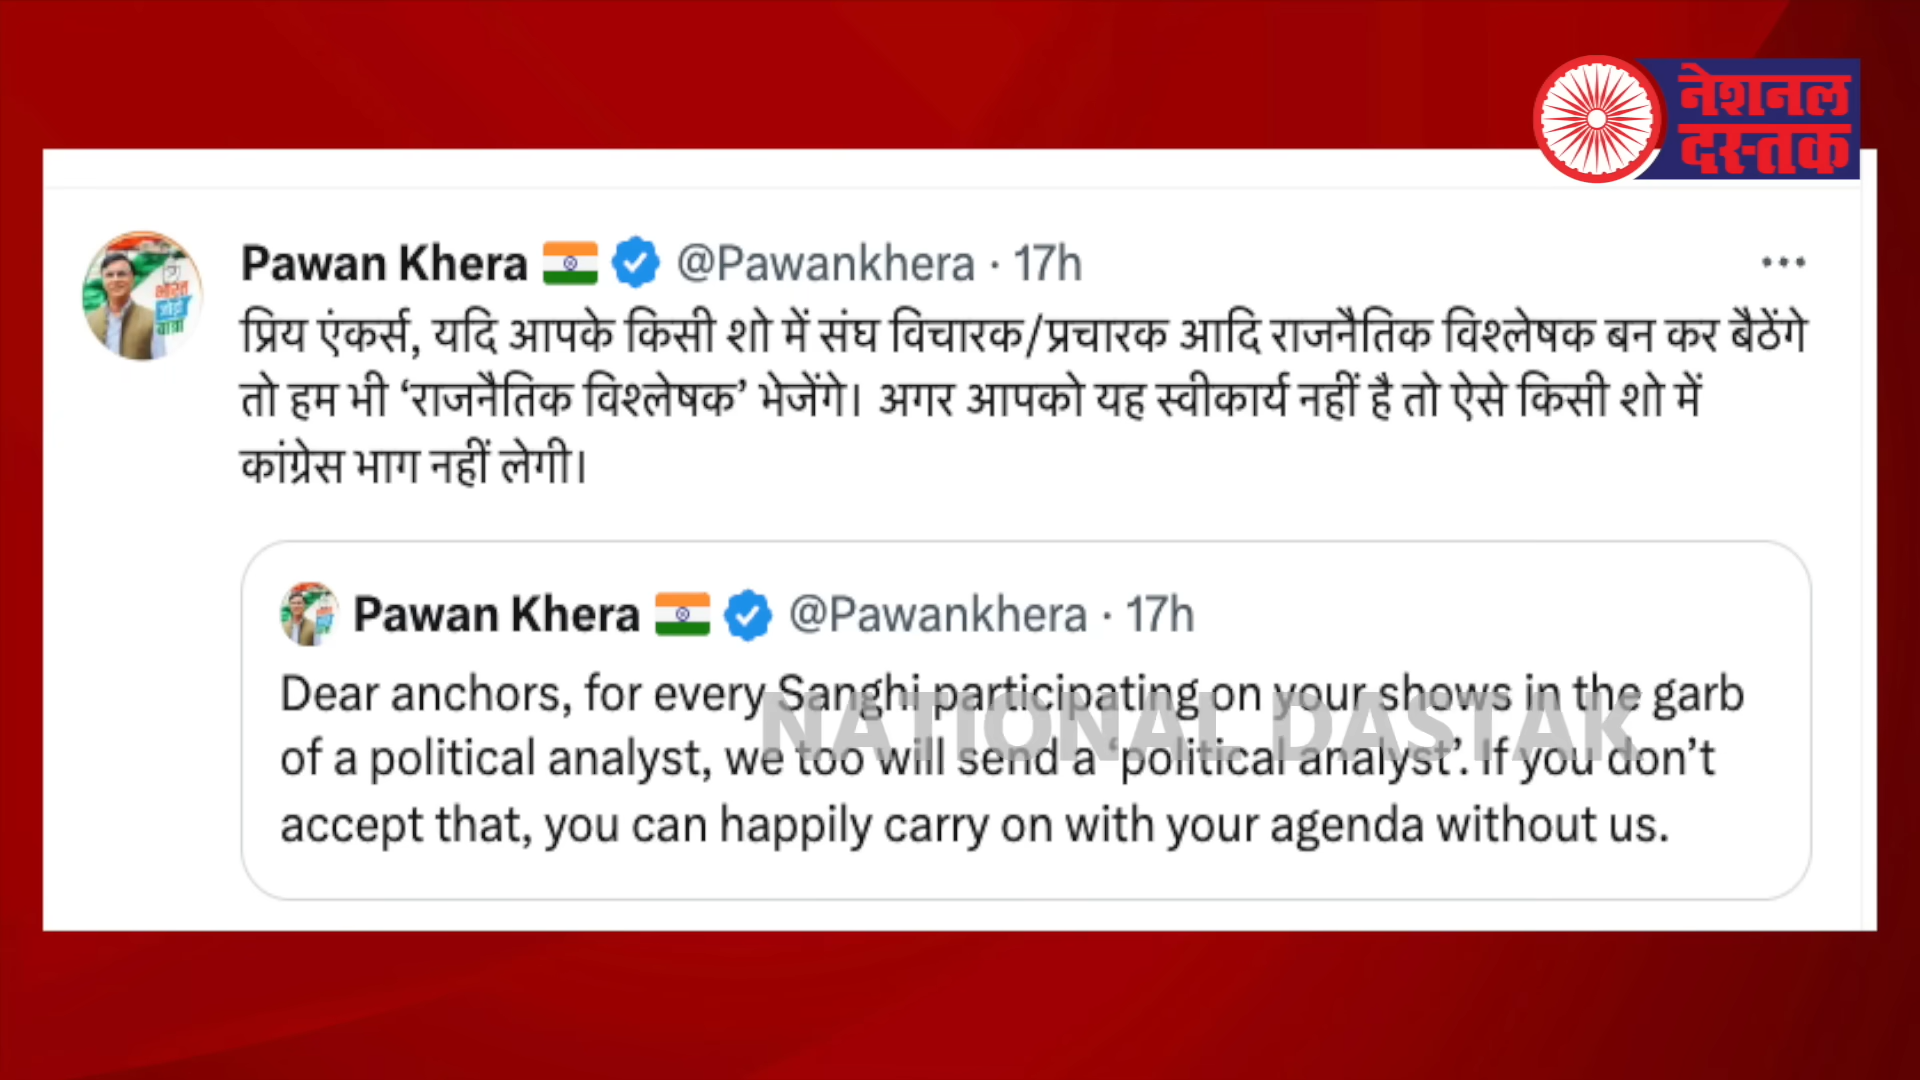 नेशनल
दस्तक
Pawan Khera @Pawankhera · 17h
प्रिय एंकर्स, यदि आपके किसी शो में संघ विचारक/प्रचारक आदि राजनैतिक विश्लेषक बन कर बैठेंगे
तो हम भी ‘राजनैतिक विश्लेषक’ भेजेंगे। अगर आपको यह स्वीकार्य नहीं है तो ऐसे किसी शो में
कांग्रेस भाग नहीं लेगी।
Pawan Khera @Pawankhera · 17h
Dear anchors, for every Sanghi participating on your shows in the garb
of a political analyst, we too will send a ‘political analyst’. If you don’t
accept that, you can happily carry on with your agenda without us.
NATIONAL DASTAK
भारत
जोड़ो
यात्रा